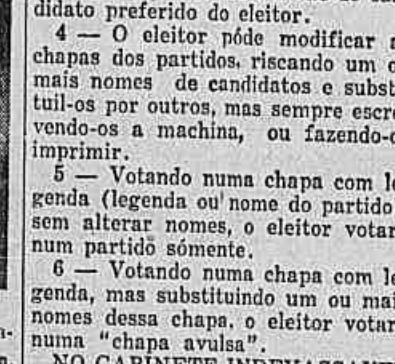 didato preferido do eleitor.
4 — O eleitor póde modificar
chapas dos partidos, riscando um
mais nomes de candidatos e subst
tuil-os por outros, mas sempre escre
vendo-os a machina, ou fazendo-
imprimir.
5 — Votando numa chapa com le
genda (legenda ou nome do partido
sem alterar nomes, o eleitor votar
num partido sómente.
6 — Votando numa chapa com le
genda, mas substituindo um ou mai
nomes dessa chapa, o eleitor votar
numa "chapa avulsa".
NO GABINETE INDEVASSA